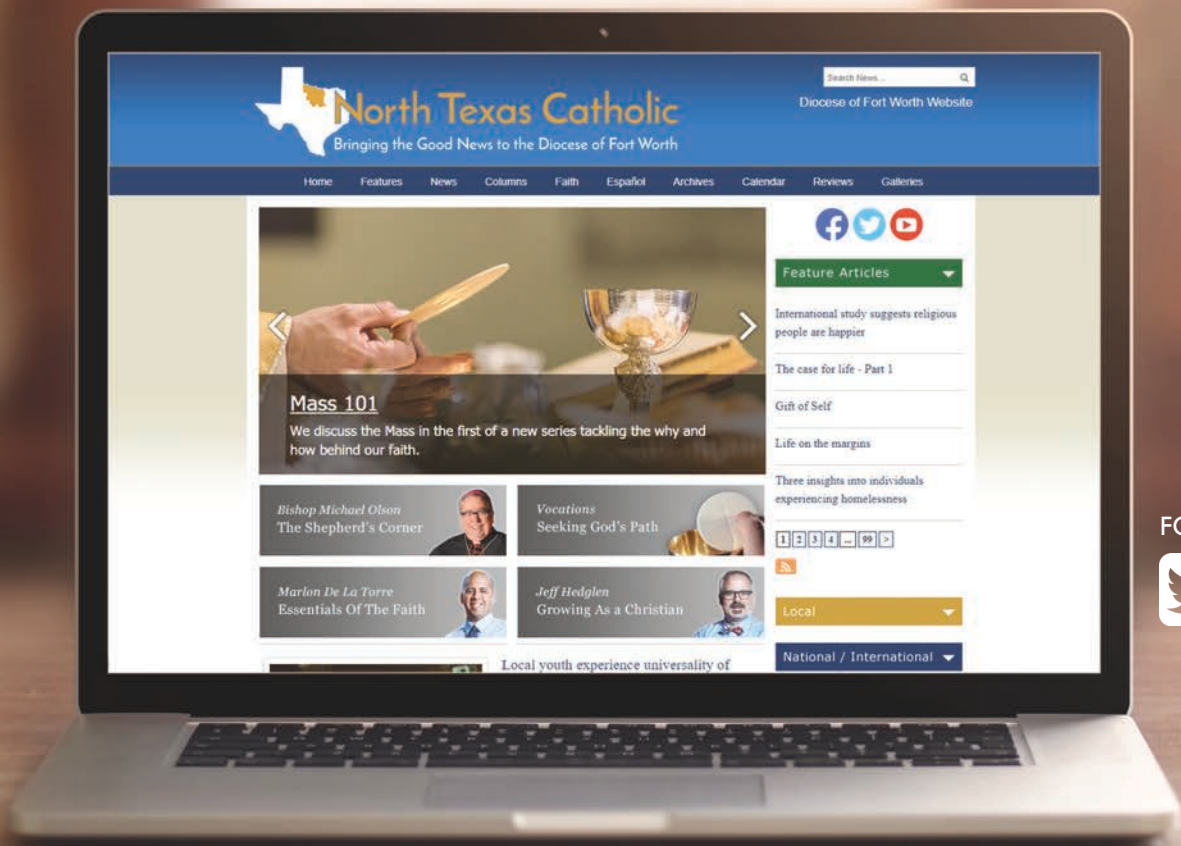 Search News...
Diocese of Fort Worth Website
North Texas Catholic
Bringing the Good News to the Diocese of Fort Worth
Home Features News Columns Faith Español Archives Calendar Reviews Galleries
Mass 101
We discuss the Mass in the first of a new series tackling the why and
how behind our faith.
Bishop Michael Olson
The Shepherd's Corner
Vocations
Seeking God's Path
Marlon De La Torre
Essentials Of The Faith
Jeff Hedglen
Growing As a Christian
Local youth experience universality of
Feature Articles
International study suggests religious
people are happier
The case for life - Part 1
Gift of Self
Life on the margins
Three insights into individuals
experiencing homelessness
1 2 3 4 ... 99 >
Local
National / International
FO